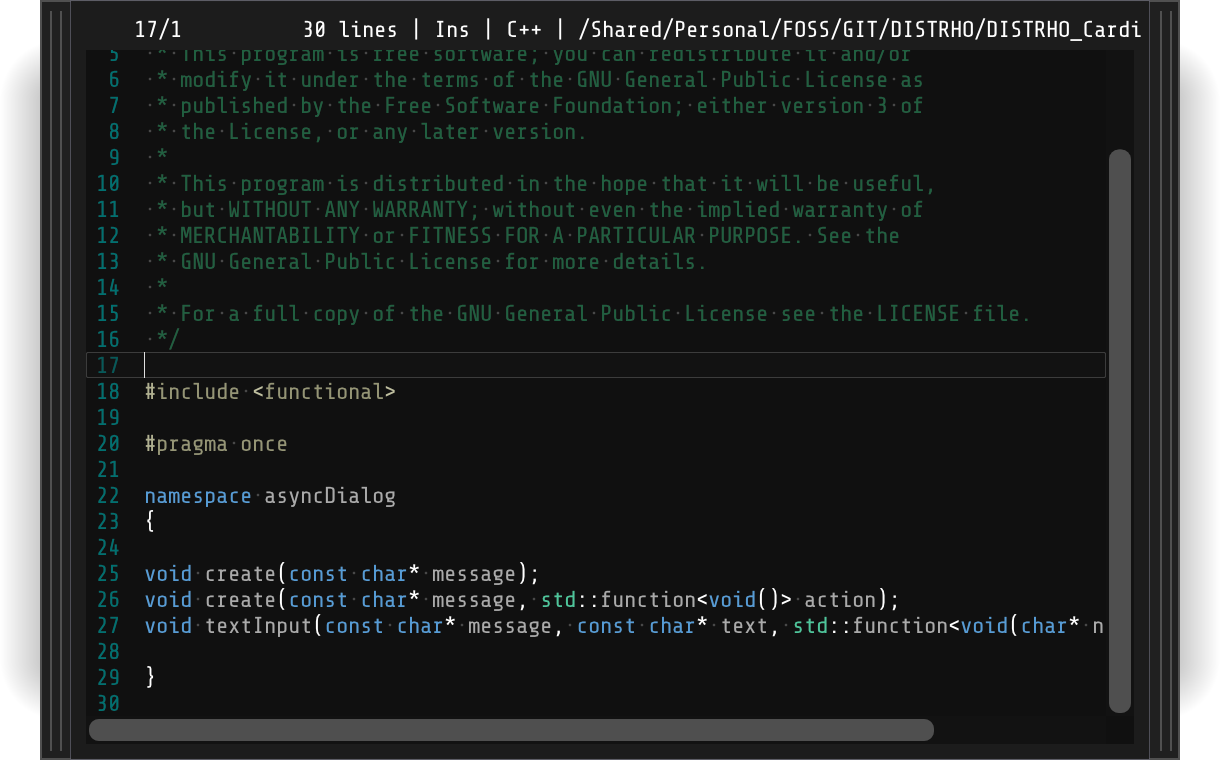 17/1 30 lines | Ins | C++ | /Shared/Personal/FOSS/GIT/DISTRHO/DISTRHO_Cardi
5 * This program is free software; you can redistribute it and/or
6 * modify it under the terms of the GNU General Public License as
7 * published by the Free Software Foundation; either version 3 of
8 * the License, or any later version.
9 *
10 * This program is distributed in the hope that it will be useful,
11 * but WITHOUT ANY WARRANTY; without even the implied warranty of
12 * MERCHANTABILITY or FITNESS FOR A PARTICULAR PURPOSE. See the
13 * GNU General Public License for more details.
14 *
15 * For a full copy of the GNU General Public License see the LICENSE file.
16 */
17
18 #include <functional>
19
20 #pragma once
21
22 namespace asyncDialog
23 {
24
25 void create(const char* message);
26 void create(const char* message, std::function<void()> action);
27 void textInput(const char* message, const char* text, std::function<void(char* n
28
29 }
30